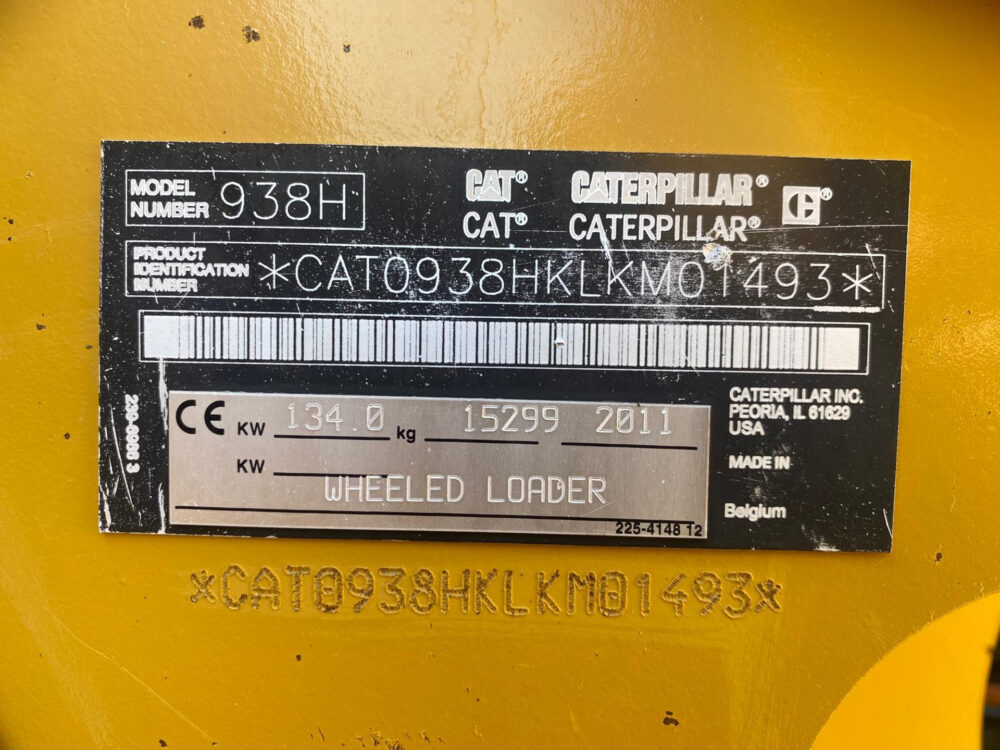 MODEL
NUMBER 938H
CAT® CATERPILLAR®
CAT® CATERPILLAR®
PRODUCT
IDENTIFICATION
NUMBER
*CAT0938HKLKM01493*
CE KW 134.0 kg 15299 2011
KW
WHEELED LOADER
225-4148 12
CATERPILLAR INC.
PEORIA, IL 61629
USA
MADE IN
Belgium
*CAT0938HKLKM01493*